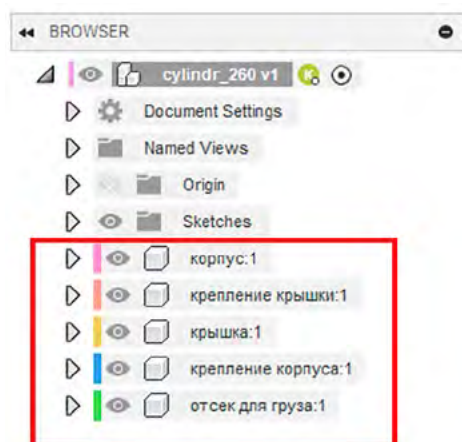 BROWSER
cylindr_260 v1
Document Settings
Named Views
Origin
Sketches
корпус:1
крепление крышки:1
крышка:1
крепление корпуса:1
отсек для груза:1